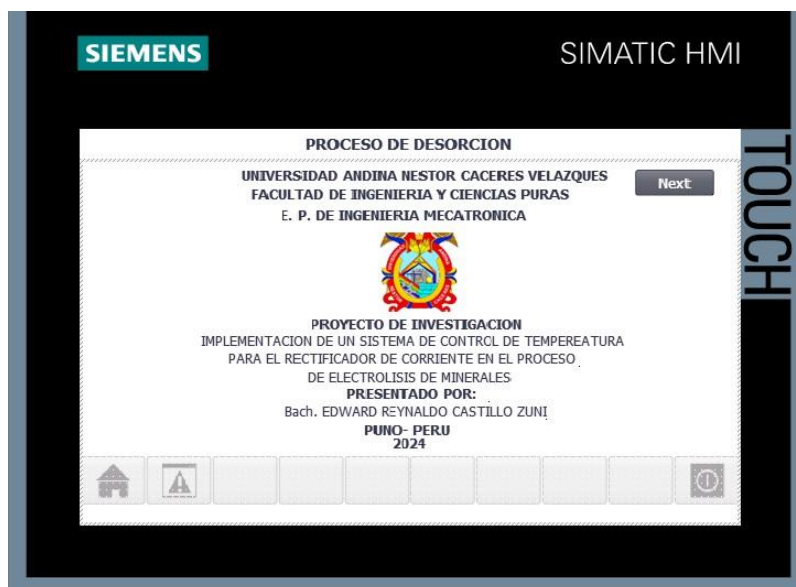 SIEMENS
SIMATIC HMI
TOUCH
PROCESO DE DESORCION
UNIVERSIDAD ANDINA NESTOR CACERES VELAZQUES
Next
FACULTAD DE INGENIERIA Y CIENCIAS PURAS
E. P. DE INGENIERIA MECATRONICA
PROYECTO DE INVESTIGACION
IMPLEMENTACION DE UN SISTEMA DE CONTROL DE TEMPEREATURA
PARA EL RECTIFICADOR DE CORRIENTE EN EL PROCESO
DE ELECTROLISIS DE MINERALES
PRESENTADO POR:
Bach. EDWARD REYNALDO CASTILLO ZUNI
PUNO- PERU
2024